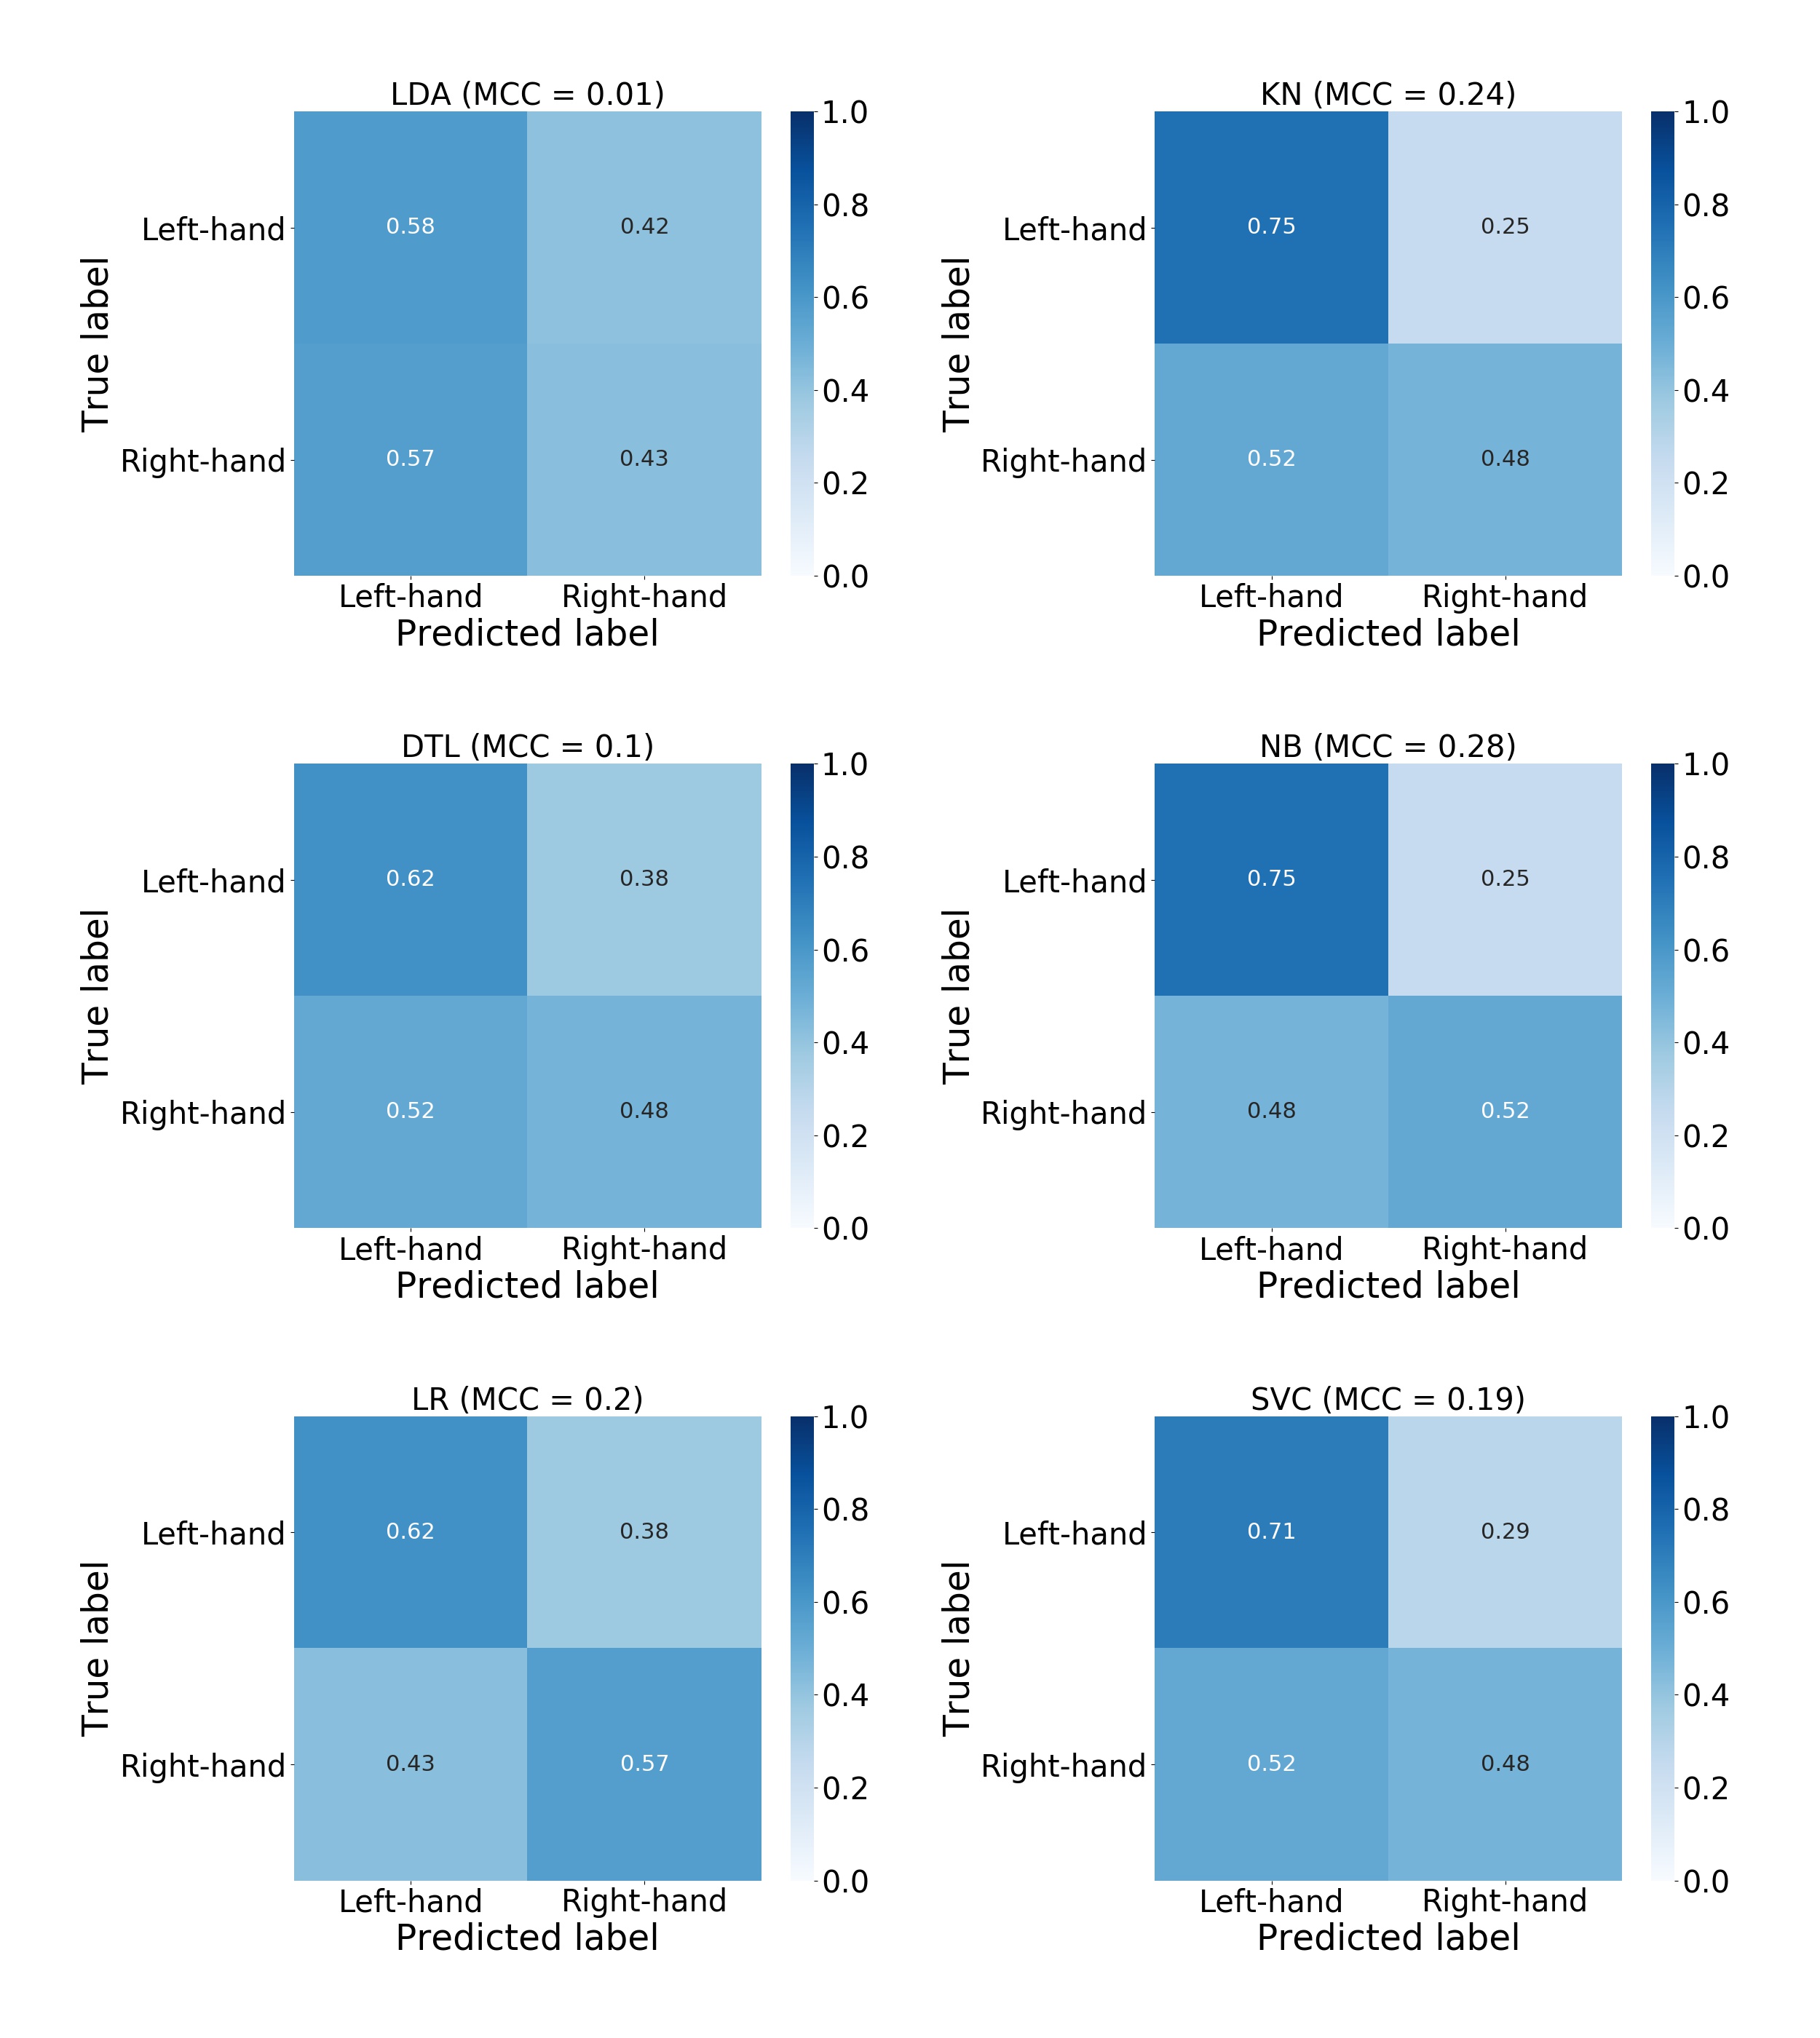 LDA (MCC = 0.01)
True label
Left-hand
0.58
0.42
Right-hand
0.57
0.43
Left-hand
Right-hand
Predicted label
1.0
0.8
0.6
0.4
0.2
0.0
KN (MCC = 0.24)
True label
Left-hand
0.75
0.25
Right-hand
0.52
0.48
Left-hand
Right-hand
Predicted label
1.0
0.8
0.6
0.4
0.2
0.0
DTL (MCC = 0.1)
True label
Left-hand
0.62
0.38
Right-hand
0.52
0.48
Left-hand
Right-hand
Predicted label
1.0
0.8
0.6
0.4
0.2
0.0
NB (MCC = 0.28)
True label
Left-hand
0.75
0.25
Right-hand
0.48
0.52
Left-hand
Right-hand
Predicted label
1.0
0.8
0.6
0.4
0.2
0.0
LR (MCC = 0.2)
True label
Left-hand
0.62
0.38
Right-hand
0.43
0.57
Left-hand
Right-hand
Predicted label
1.0
0.8
0.6
0.4
0.2
0.0
SVC (MCC = 0.19)
True label
Left-hand
0.71
0.29
Right-hand
0.52
0.48
Left-hand
Right-hand
Predicted label
1.0
0.8
0.6
0.4
0.2
0.0